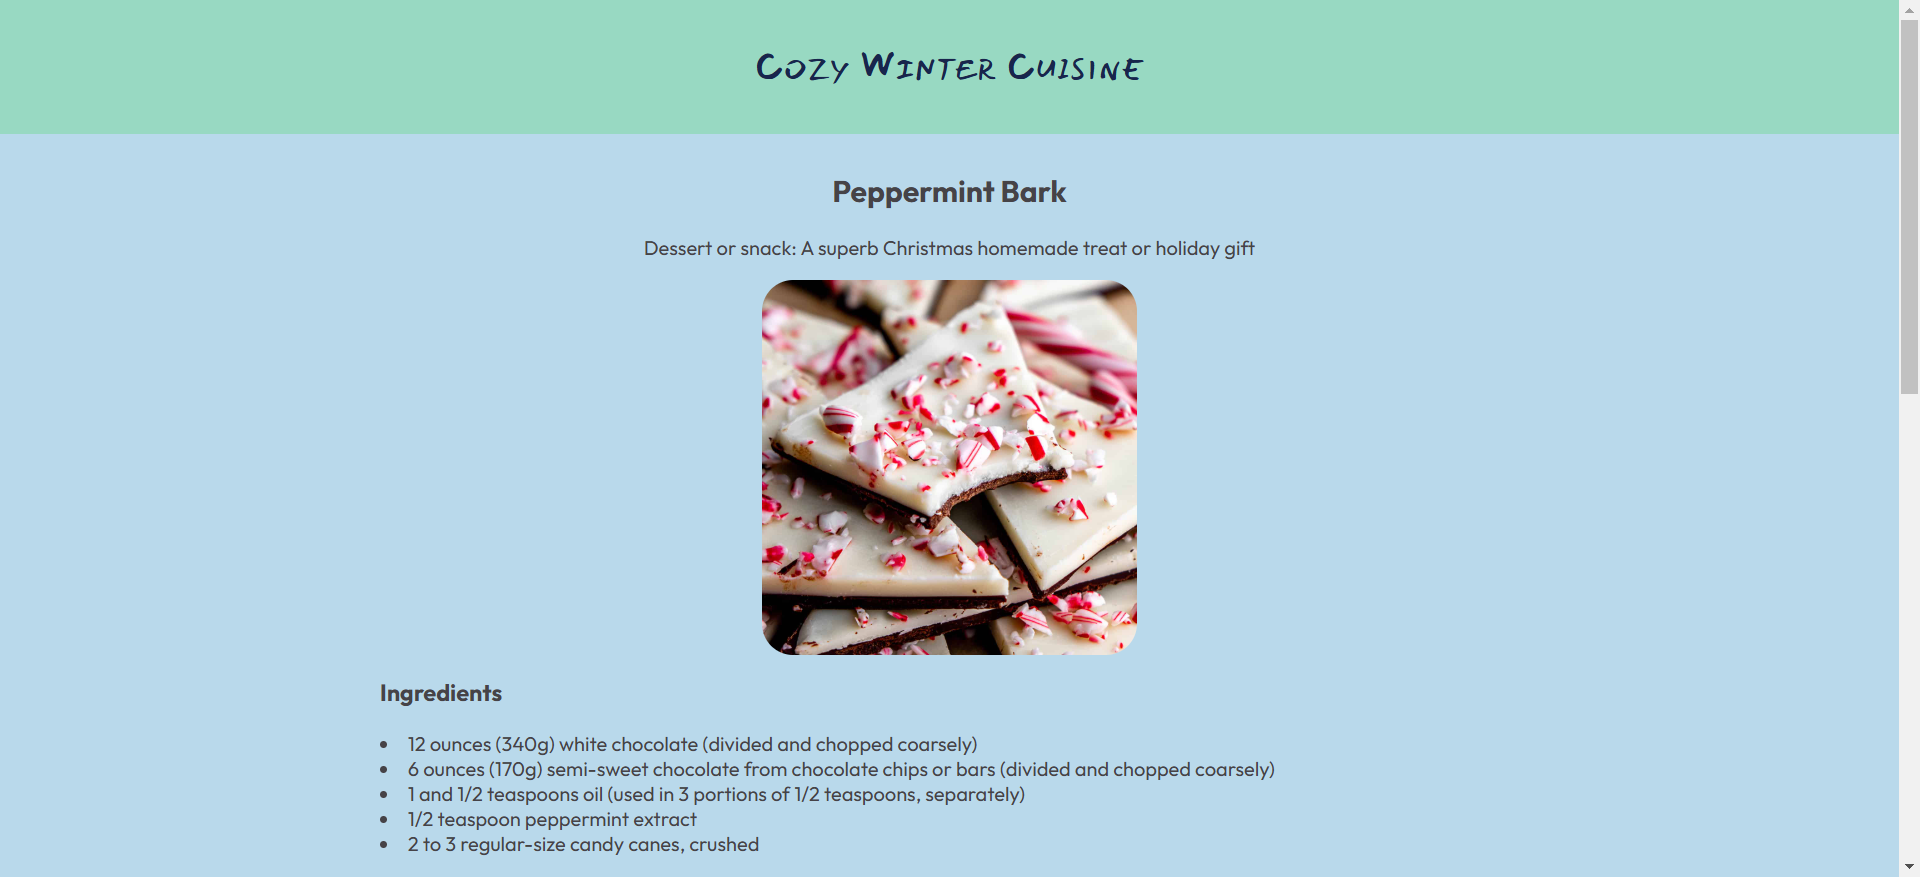 Cozy Winter Cuisine
Peppermint Bark
Dessert or snack: A superb Christmas homemade treat or holiday gift
Ingredients
12 ounces (340g) white chocolate (divided and chopped coarsely)
6 ounces (170g) semi-sweet chocolate from chocolate chips or bars (divided and chopped coarsely)
1 and 1/2 teaspoons oil (used in 3 portions of 1/2 teaspoons, separately)
1/2 teaspoon peppermint extract
2 to 3 regular-size candy canes, crushed